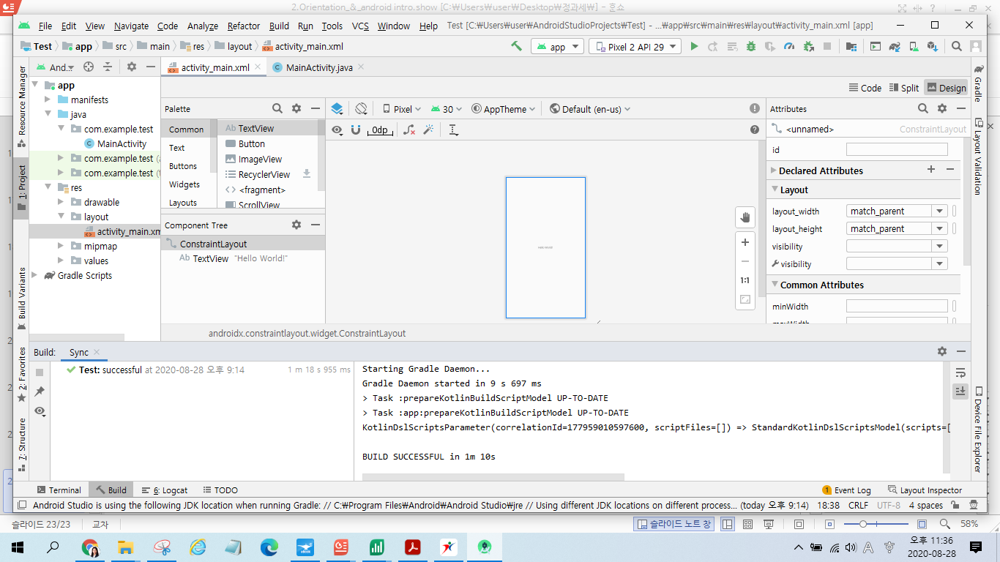 2.Orientation_&_android intro.show [C:₩Users₩user₩Desktop₩정과세₩] - 한쇼
File Edit View Navigate Code Analyze Refactor Build Run Tools VCS Window Help Test [C:₩Users₩user₩AndroidStudioProjects₩Test] - ...₩app₩src₩main₩res₩layout₩activity_main.xml [app]
Test app src main res layout activity_main.xml app Pixel 2 API 29
And.. activity_main.xml MainActivity.java
Resource Manager
1: Project
Build Variants
2: Favorites
7: Structure
app
manifests
java
com.example.test
MainActivity
com.example.test
com.example.test
res
drawable
layout
activity_main.xm
mipmap
values
Gradle Scripts
Code Split Design
Palette
Common
Text
Buttons
Widgets
Layouts
Ab TextView
Button
ImageView
RecyclerView
<fragment>
ScrollView
Component Tree
ConstraintLayout
Ab TextView "Hello World!"
Pixel 30 AppTheme Default (en-us)
0dp
Hello World!
1:1
androidx.constraintlayout.widget.ConstraintLayout
Attributes
<unnamed> ConstraintLayout
id
Declared Attributes
Layout
layout_width match_parent
layout_height match_parent
visibility
visibility
Common Attributes
minWidth
maxWidth
Gradle
Layout Validation
Device File Explorer
Build: Sync
Test: successful at 2020-08-28 오후 9:14 1 m 18 s 955 ms
Starting Gradle Daemon...
Gradle Daemon started in 9 s 697 ms
> Task :prepareKotlinBuildScriptModel UP-TO-DATE
> Task :app:prepareKotlinBuildScriptModel UP-TO-DATE
KotlinDslScriptsParameter(correlationId=177959010597600, scriptFiles=[]) => StandardKotlinDslScriptsModel(scripts=[
BUILD SUCCESSFUL in 1m 10s
Terminal Build 6: Logcat TODO 1 Event Log Layout Inspector
Android Studio is using the following JDK location when running Gradle: // C:₩Program Files₩Android₩Android Studio₩jre // Using different JDK locations on different process... (today 오후 9:14) 18:38 CRLF UTF-8 4 spaces
슬라이드 23/23 교자 슬라이드 노트 창 58%
A 오후 11:36
2020-08-28